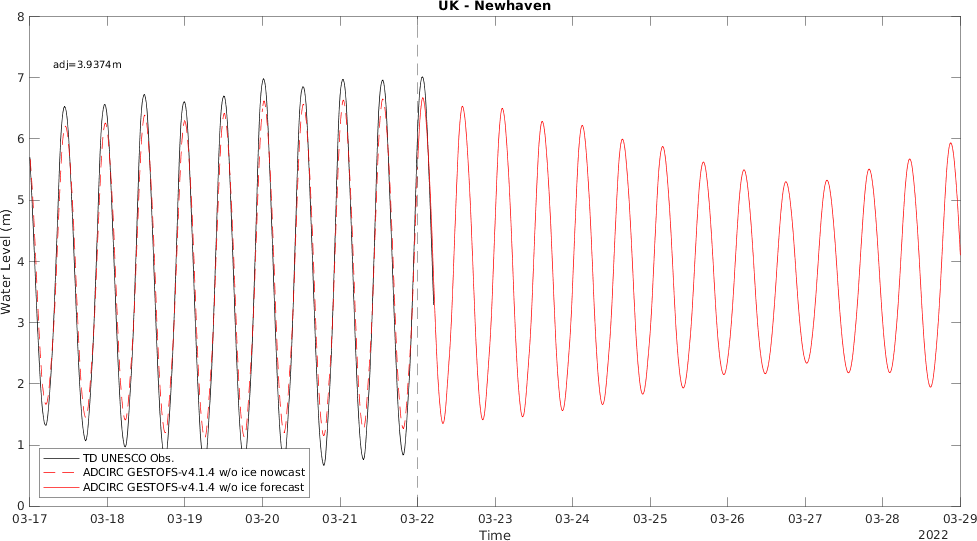 UK - Newhaven
adj=3.9374m
Water Level (m)
8
7
6
5
4
3
2
1
0
TD UNESCO Obs.
ADCIRC GESTOFS-v4.1.4 w/o ice nowcast
ADCIRC GESTOFS-v4.1.4 w/o ice forecast
03-17 03-18 03-19 03-20 03-21 03-22 03-23 03-24 03-25 03-26 03-27 03-28 03-29
Time
2022